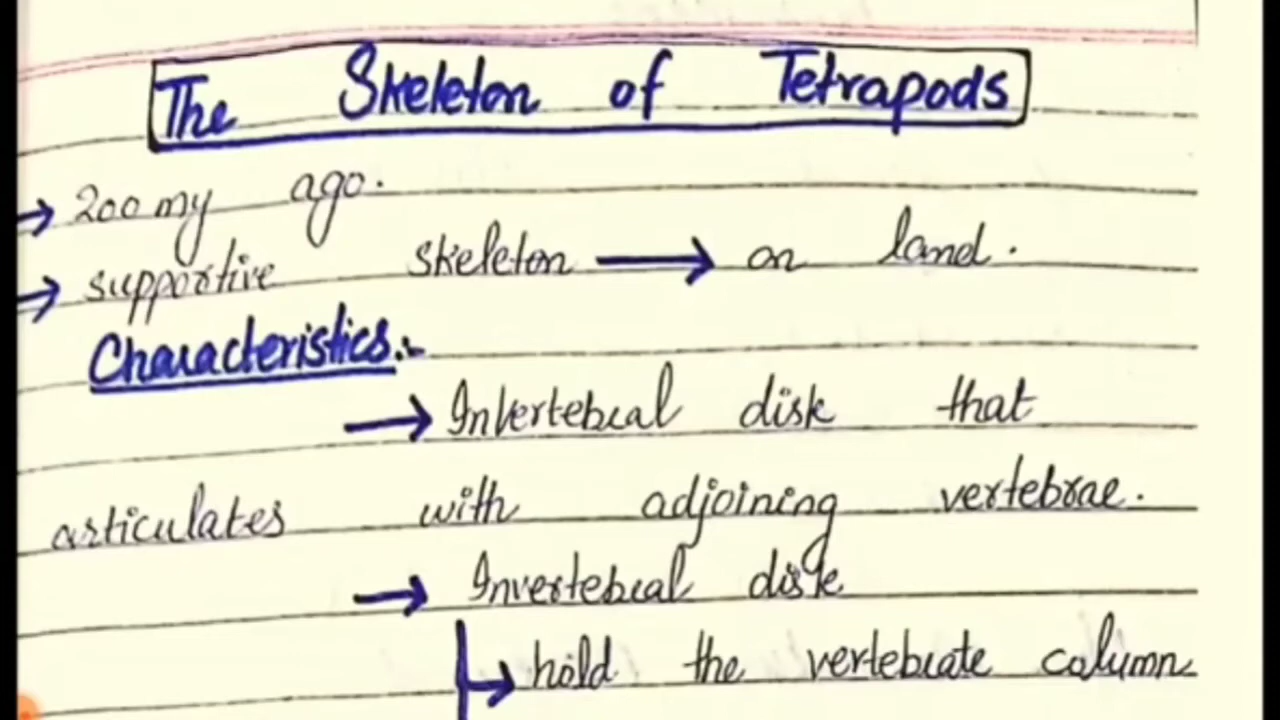 The Skeleton of Tetrapods
→ 200 my ago.
→ supportive skeleton → on land.
Characteristics:-
→ Invertebral disk that
articulates with adjoining vertebrae.
→ Invertebral disk
→ hold the vertebrate column